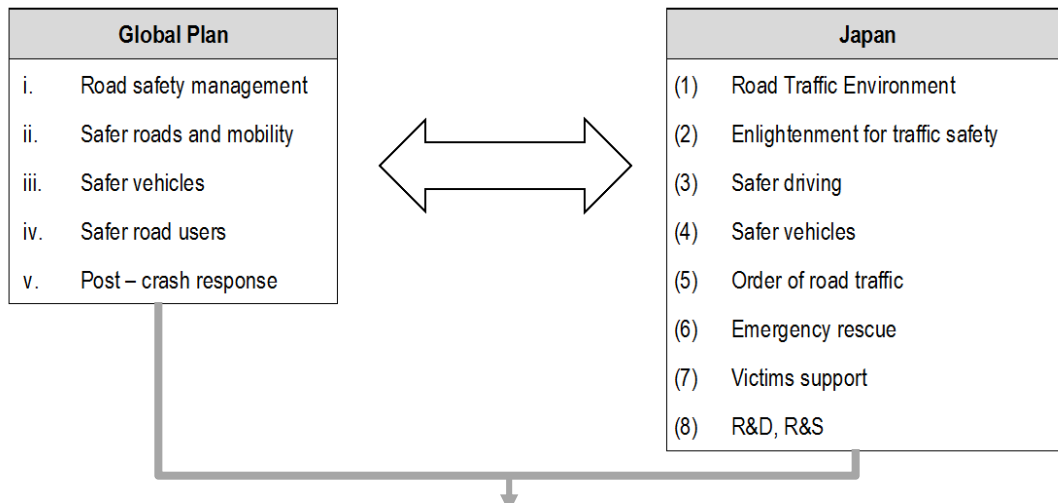 Global Plan
i. Road safety management
ii. Safer roads and mobility
iii. Safer vehicles
iv. Safer road users
v. Post – crash response
Japan
(1) Road Traffic Environment
(2) Enlightenment for traffic safety
(3) Safer driving
(4) Safer vehicles
(5) Order of road traffic
(6) Emergency rescue
(7) Victims support
(8) R&D, R&S